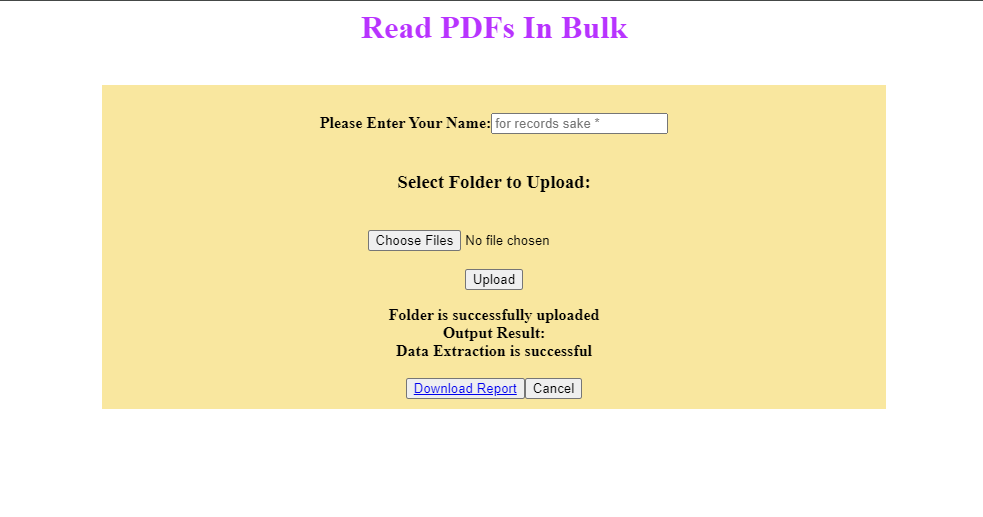 Read PDFs In Bulk
Please Enter Your Name: for records sake *
Select Folder to Upload:
Choose Files No file chosen
Upload
Folder is successfully uploaded
Output Result:
Data Extraction is successful
Download Report Cancel